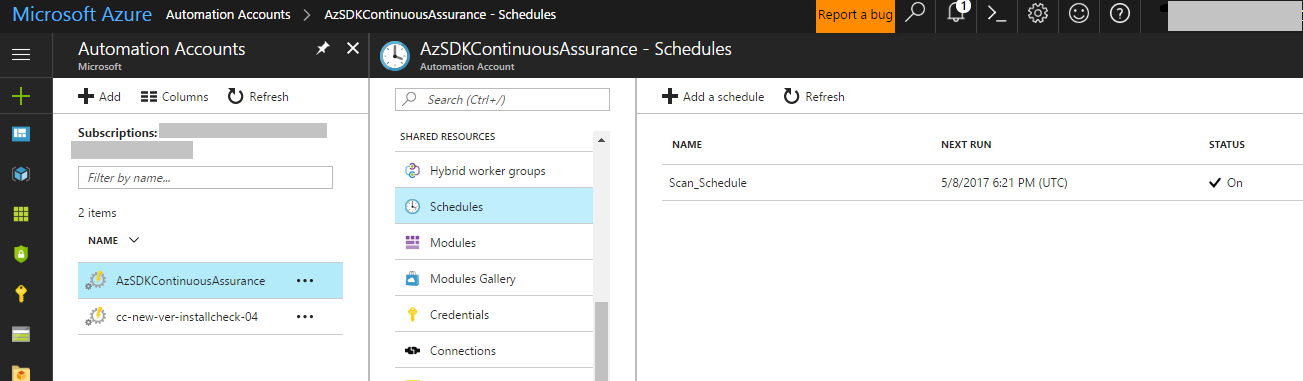 Microsoft Azure Automation Accounts > AzSDKContinuousAssurance - Schedules Report a bug 1
Automation Accounts
Microsoft
Add Columns Refresh
Subscriptions:
Filter by name...
2 items
NAME
AzSDKContinuousAssurance ...
cc-new-ver-installcheck-04 ...
AzSDKContinuousAssurance - Schedules
Automation Account
Search (Ctrl+/)
SHARED RESOURCES
Hybrid worker groups
Schedules
Modules
Modules Gallery
Credentials
Connections
Add a schedule Refresh
NAME NEXT RUN STATUS
Scan_Schedule 5/8/2017 6:21 PM (UTC) On